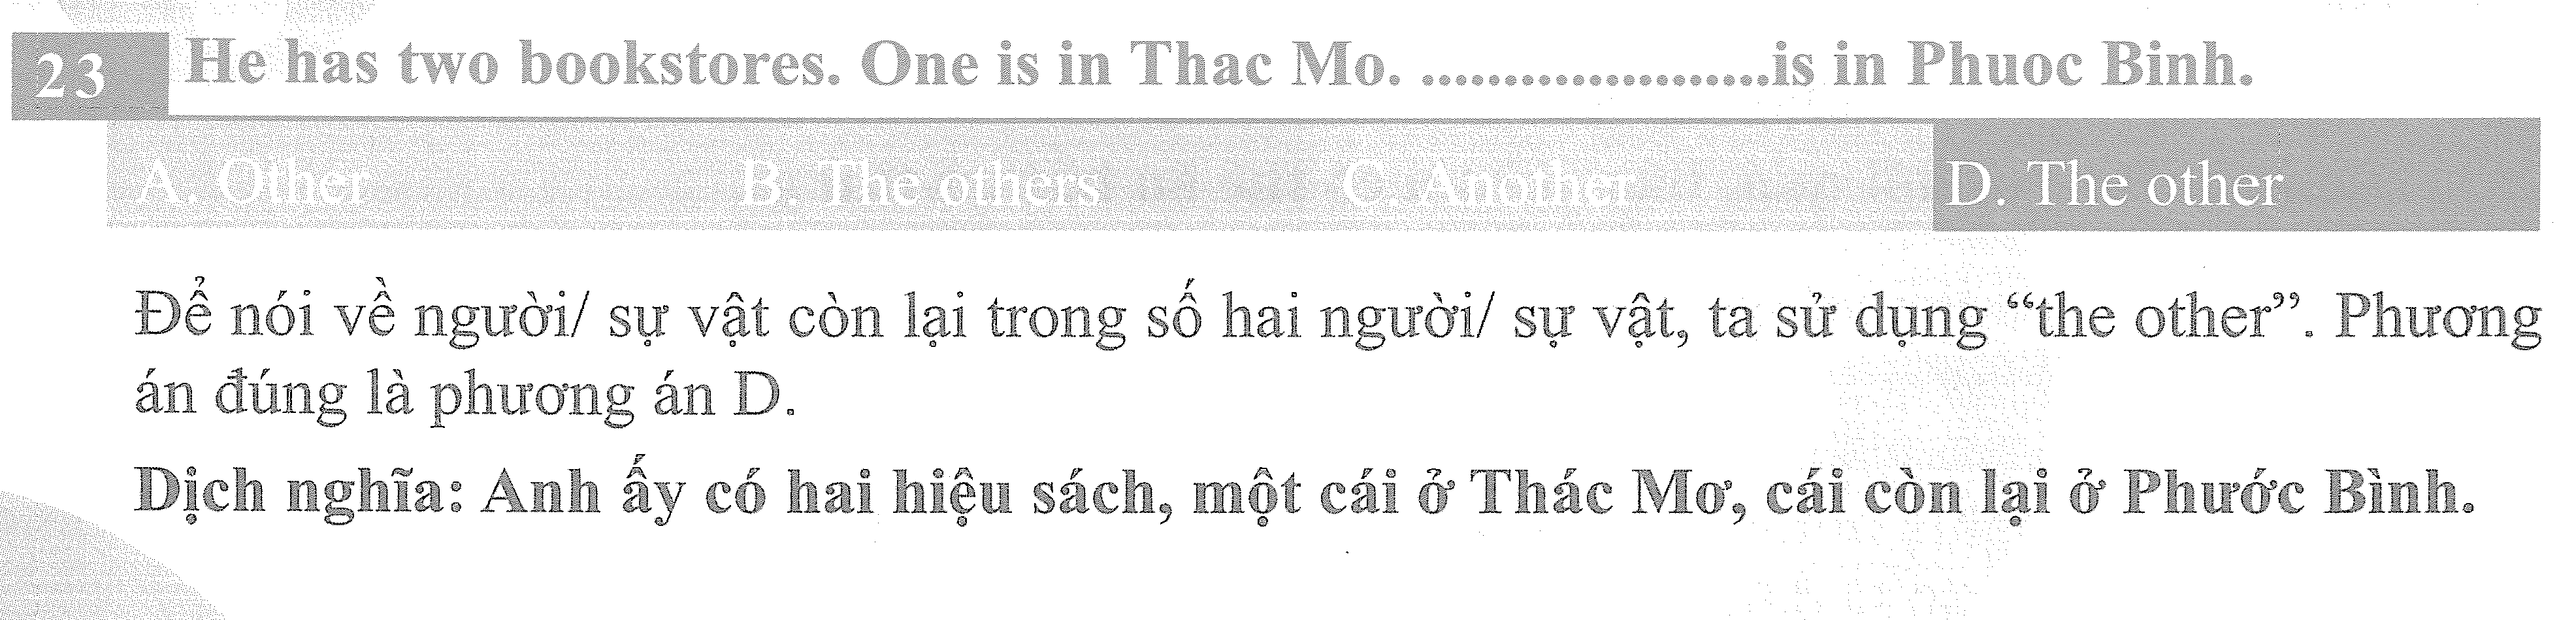 23 He has two bookstores. One is in Thac Mo. .....................is in Phuoc Binh.
A. Other B. The others C. Another D. The other
Để nói về người/ sự vật còn lại trong số hai người/ sự vật, ta sử dụng “the other”. Phương
án đúng là phương án D.
Dịch nghĩa: Anh ấy có hai hiệu sách, một cái ở Thác Mơ, cái còn lại ở Phước Bình.